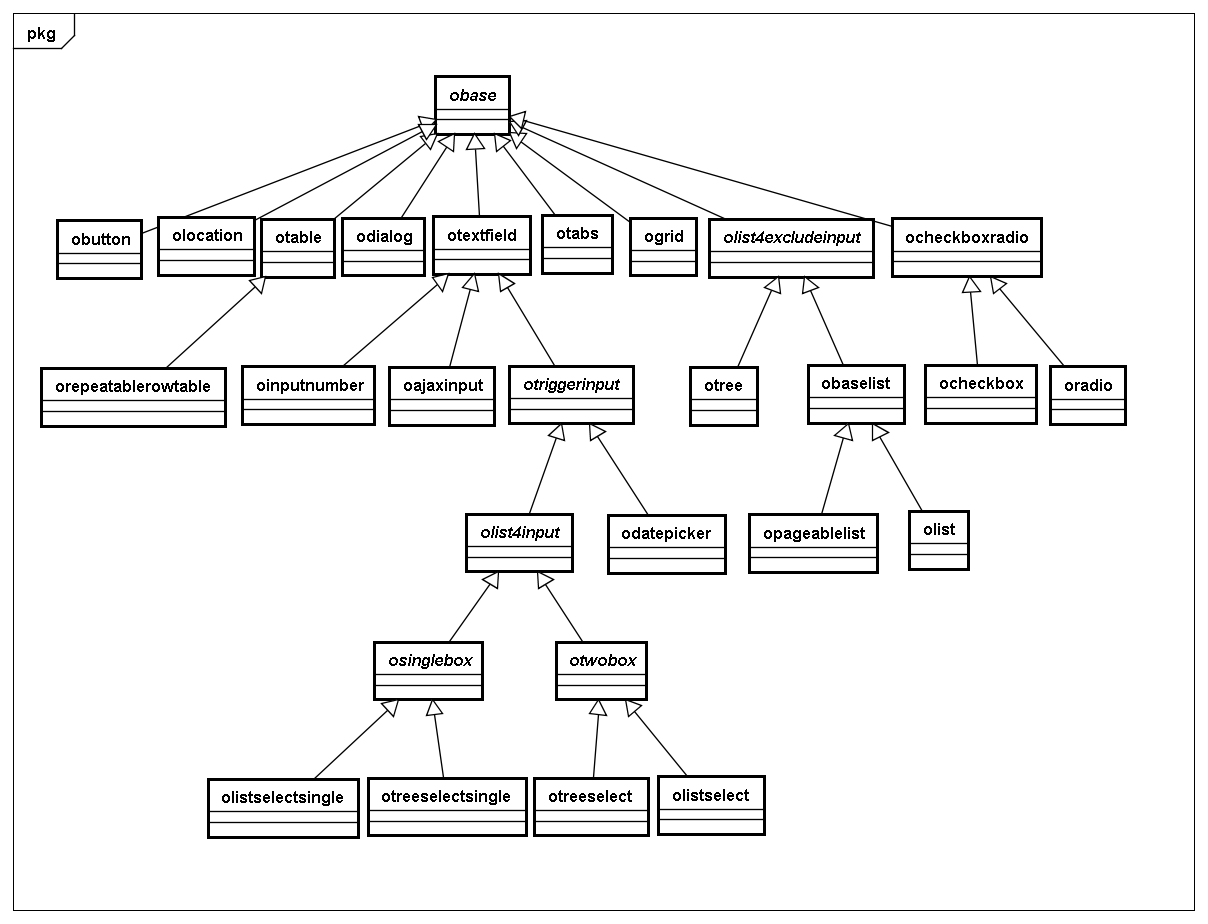 pkg
obase
obutton
olocation
otable
odialog
otextfield
otabs
ogrid
olist4excludeinput
ocheckboxradio
orepeatablerowtable
oinputnumber
oajaxinput
otriggerinput
otree
obaselist
ocheckbox
oradio
olist4input
odatepicker
opageablelist
olist
osinglebox
otwobox
olistselectsingle
otreeselectsingle
otreeselect
olistselect